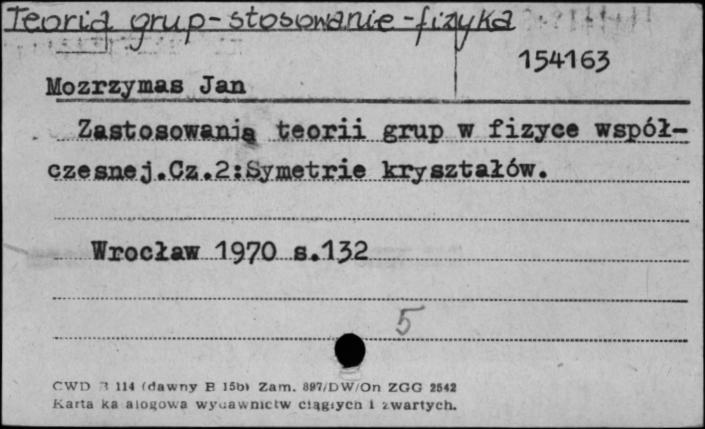 Teoria grup-stosowanie-fizyka
154163
Mozrzymas Jan
Zastosowania teorii grup w fizyce współ-
czesnej.Cz.2:Symetrie kryształów.
Wrocław 1970 s.132
5
CWD B 114 (dawny B 15b) Zam. 897/DW/On ZGG 2542
Karta katalogowa wydawnictw ciągłych i zwartych.